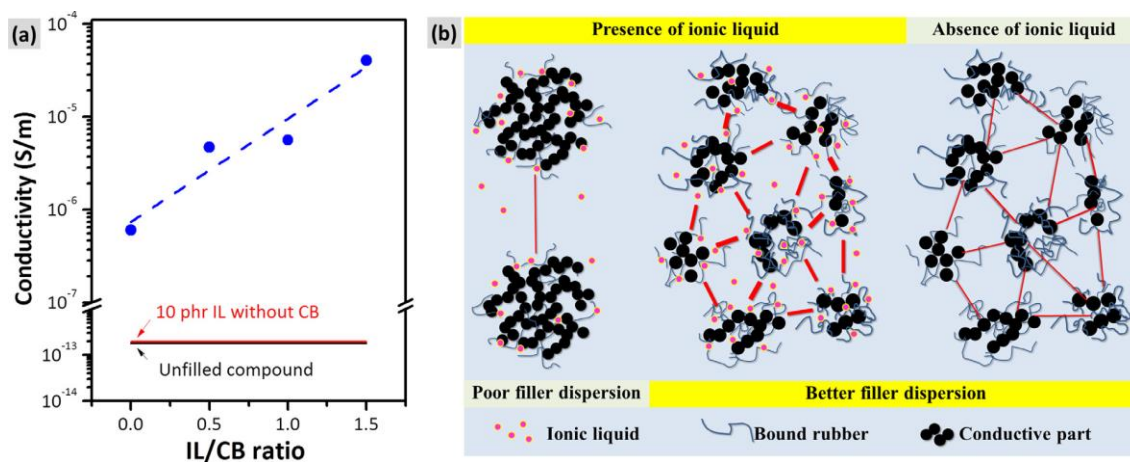 (a)
10⁻⁴
10⁻⁵
10⁻⁶
10⁻⁷
10⁻¹³
10⁻¹⁴
Conductivity (S/m)
10 phr IL without CB
Unfilled compound
0.0 0.5 1.0 1.5
IL/CB ratio
(b)
Presence of ionic liquid Absence of ionic liquid
Poor filler dispersion Better filler dispersion
Ionic liquid Bound rubber Conductive part